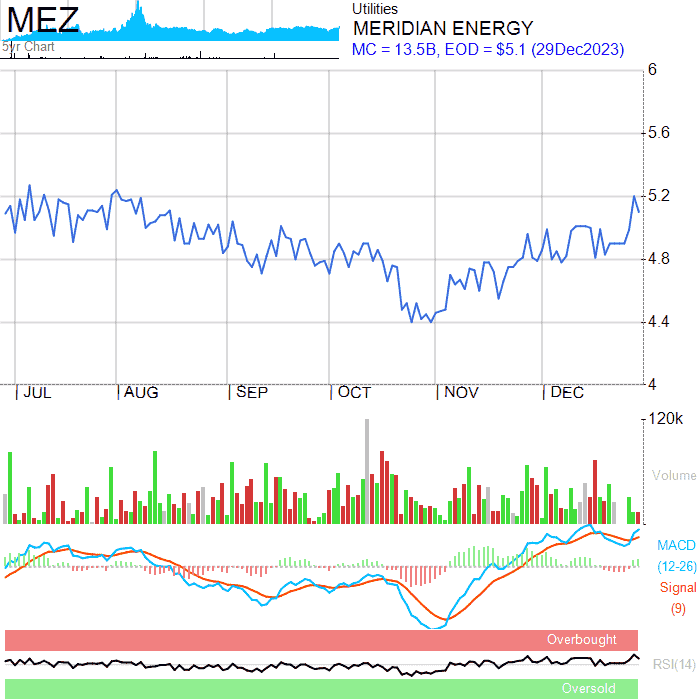 MEZ
5yr Chart
Utilities
MERIDIAN ENERGY
MC = 13.5B, EOD = $5.1 (29Dec2023)
6
5.6
5.2
4.8
4.4
4
JUL AUG SEP OCT NOV DEC
120k
Volume
MACD
(12-26)
Signal
(9)
Overbought
RSI(14)
Oversold